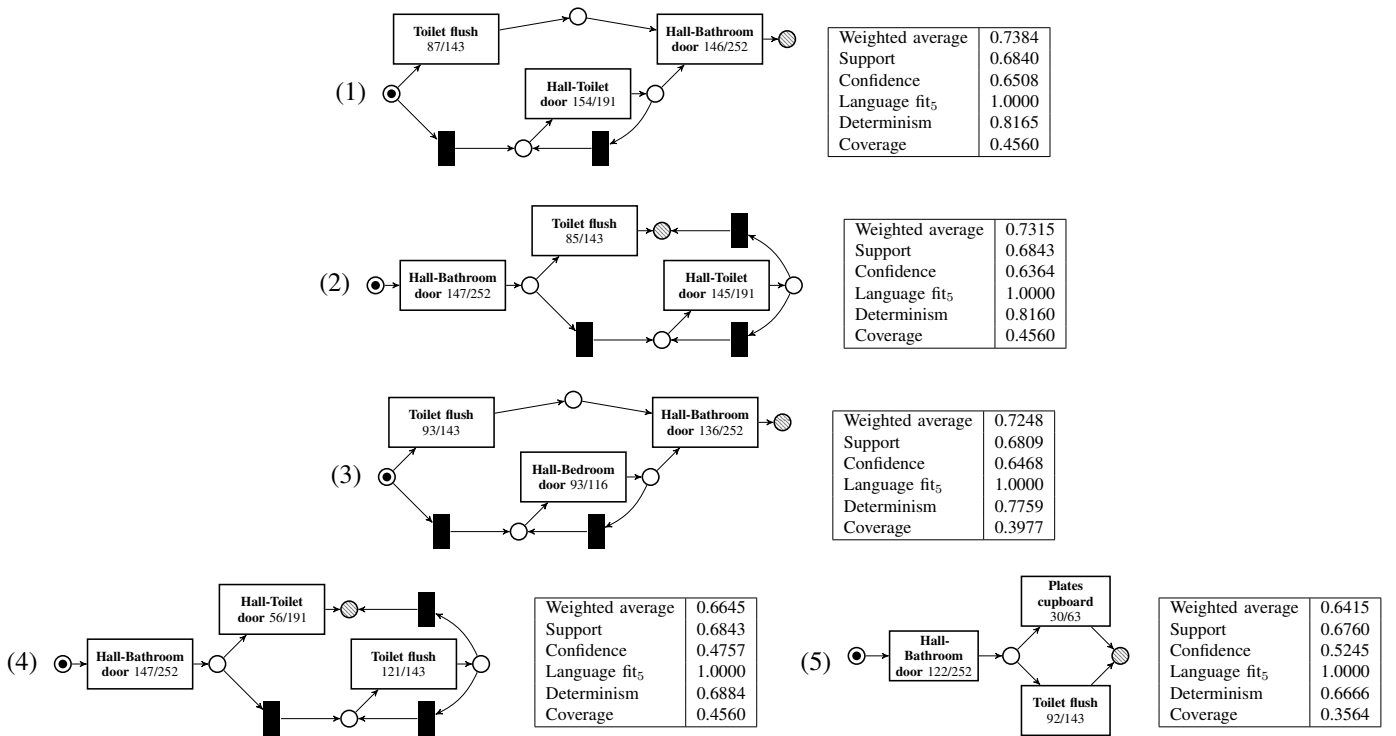 Toilet flush
87/143
Hall-Bathroom
door 146/252
Hall-Toilet
door 154/191
(1)
Weighted average 0.7384
Support 0.6840
Confidence 0.6508
Language fit₅ 1.0000
Determinism 0.8165
Coverage 0.4560
Toilet flush
85/143
(2)
Hall-Bathroom
door 147/252
Hall-Toilet
door 145/191
Weighted average 0.7315
Support 0.6843
Confidence 0.6364
Language fit₅ 1.0000
Determinism 0.8160
Coverage 0.4560
Toilet flush
93/143
Hall-Bathroom
door 136/252
(3)
Hall-Bedroom
door 93/116
Weighted average 0.7248
Support 0.6809
Confidence 0.6468
Language fit₅ 1.0000
Determinism 0.7759
Coverage 0.3977
Hall-Toilet
door 56/191
(4)
Hall-Bathroom
door 147/252
Toilet flush
121/143
Weighted average 0.6645
Support 0.6843
Confidence 0.4757
Language fit₅ 1.0000
Determinism 0.6884
Coverage 0.4560
Plates
cupboard
30/63
(5)
Hall-
Bathroom
door 122/252
Toilet flush
92/143
Weighted average 0.6415
Support 0.6760
Confidence 0.5245
Language fit₅ 1.0000
Determinism 0.6666
Coverage 0.3564